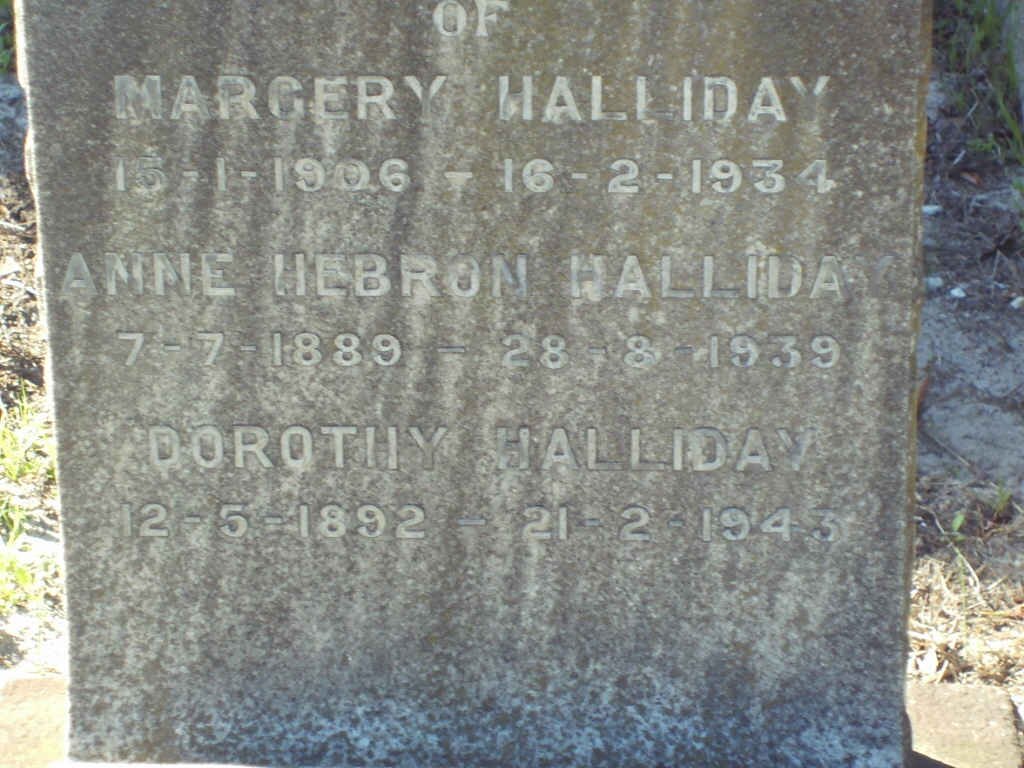 OF
MARGERY HALLIDAY
15-1-1906 - 16-2-1934
ANNE HEBRON HALLIDAY
7-7-1889 - 28-8-1939
DOROTHY HALLIDAY
12-5-1892 - 21-2-1943